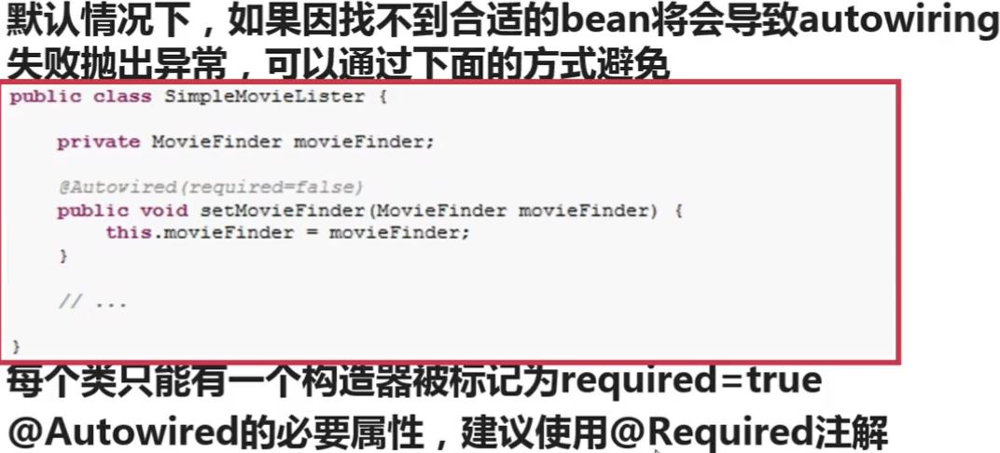 默认情况下，如果因找不到合适的bean将会导致autowiring
失败抛出异常，可以通过下面的方式避免
public class SimpleMovieLister {
private MovieFinder movieFinder;
@Autowired(required=false)
public void setMovieFinder(MovieFinder movieFinder) {
this.movieFinder = movieFinder;
}
// ...
}
每个类只能有一个构造器被标记为required=true
@Autowired的必要属性，建议使用@Required注解